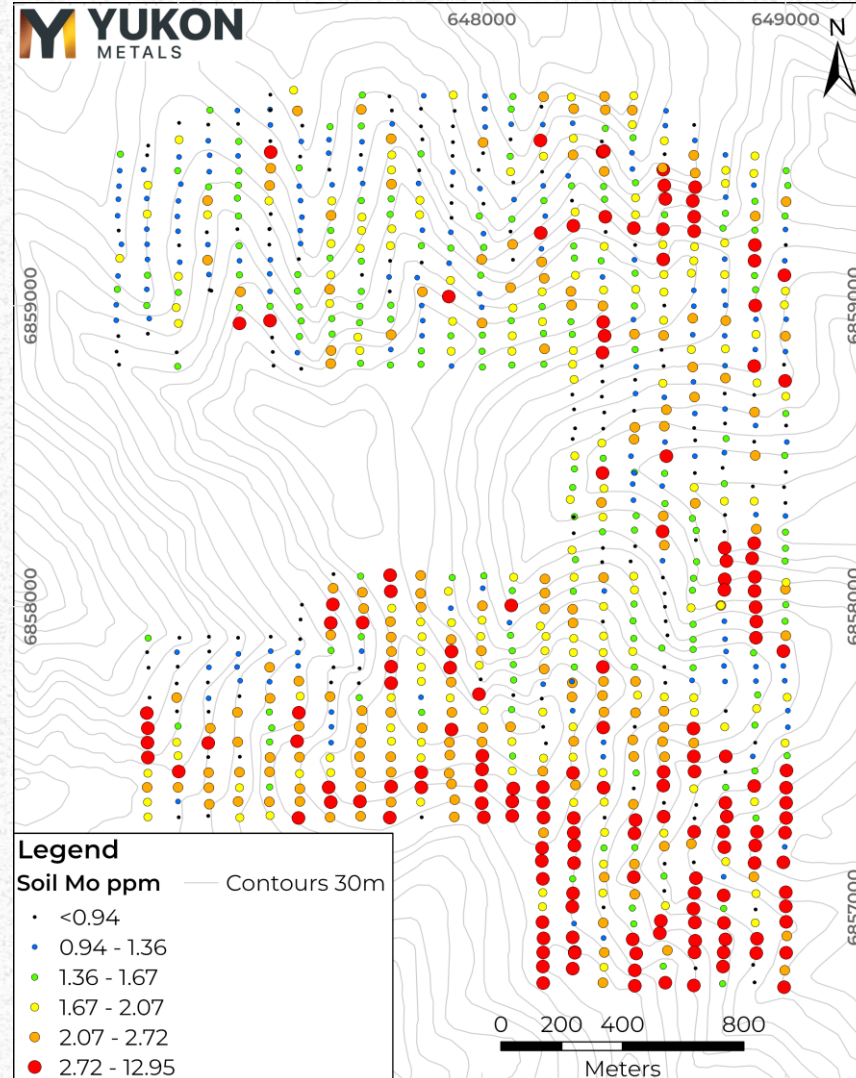 YUKON
METALS
648000
649000
N
6859000
6859000
6858000
6858000
6857000
Legend
Soil Mo ppm
Contours 30m
<0.94
0.94 - 1.36
1.36 - 1.67
1.67 - 2.07
2.07 - 2.72
2.72 - 12.95
0 200 400 800
Meters